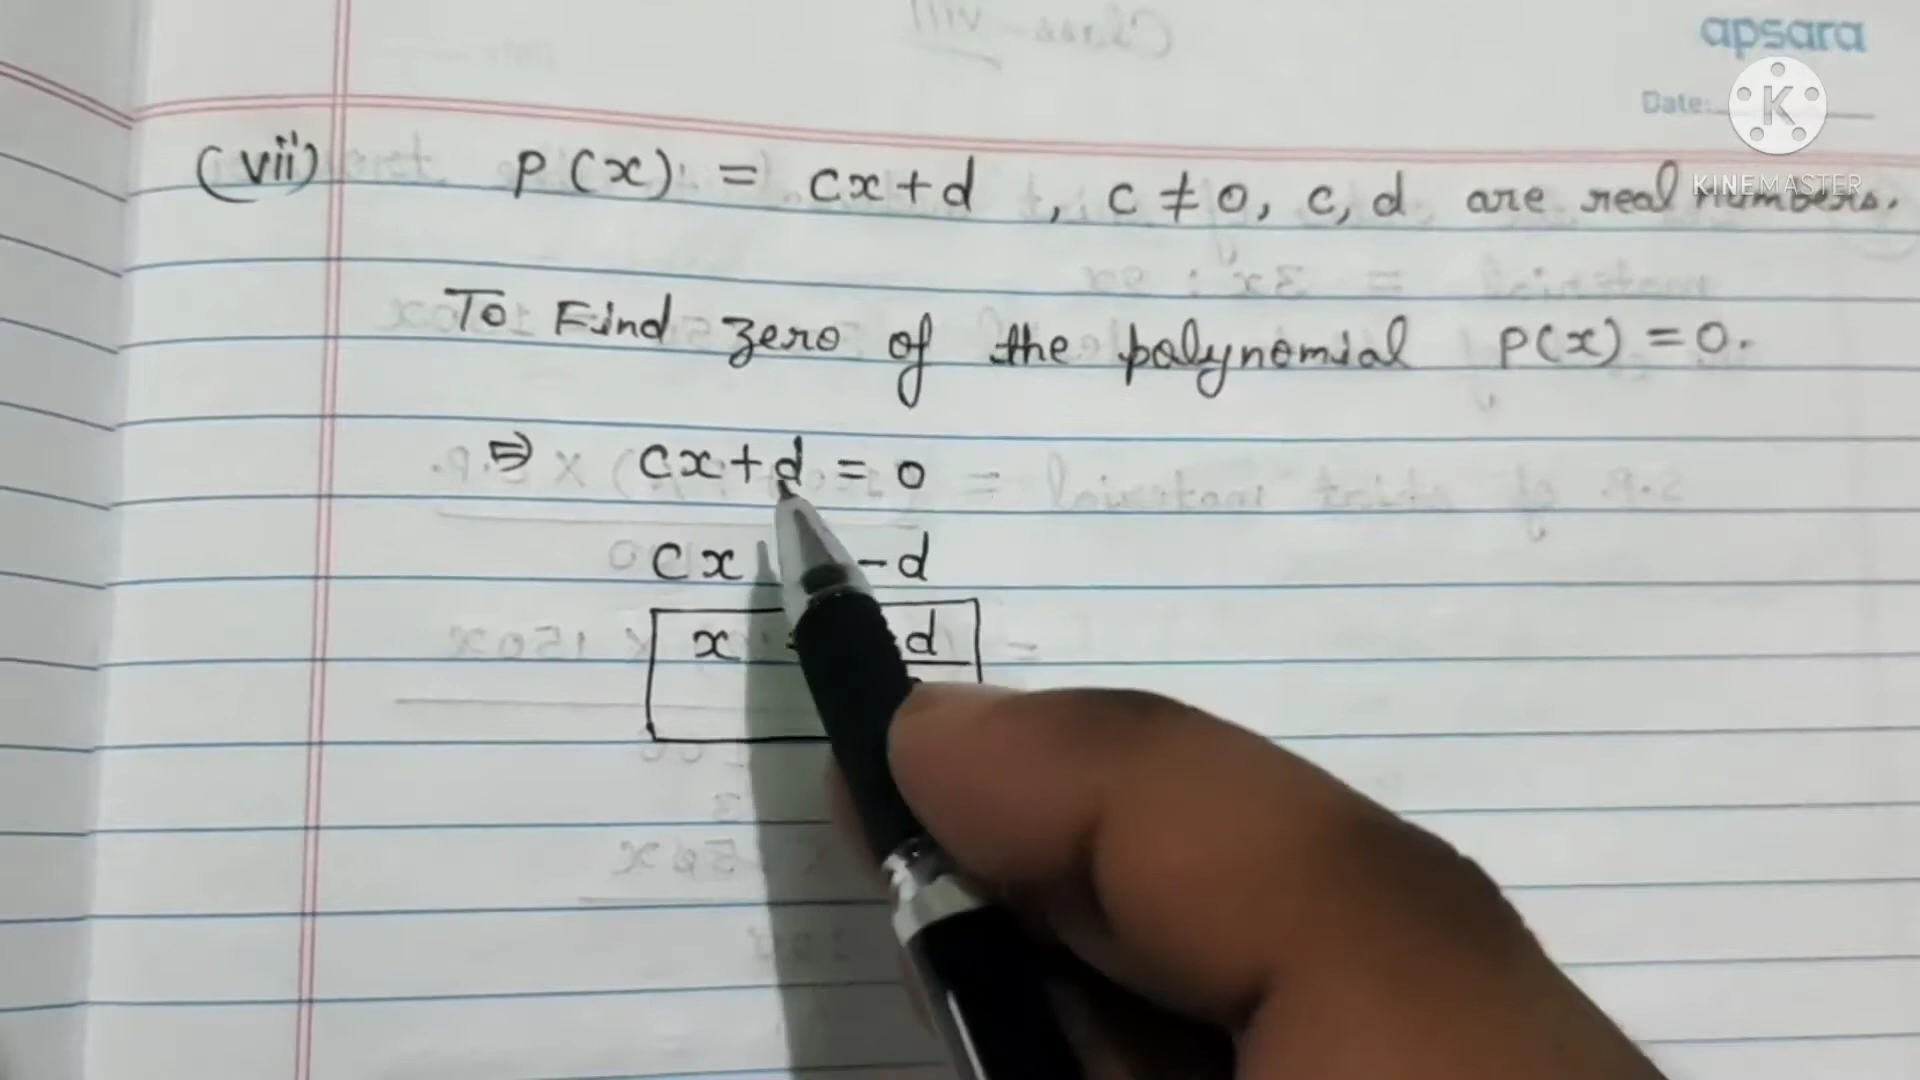 apsara
Date:
K
KINEMASTER
(vii) P(x) = cx+d , c ≠ 0, c, d are real numbers.
To Find zero of the polynomial P(x) = 0.
⇒ cx+d = 0
cx -d
x d